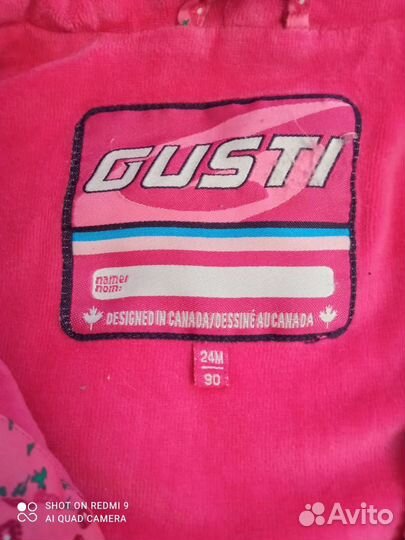 GUSTI
name/
nom:
DESIGNED IN CANADA/DESSINÉ AU CANADA
24M
90
SHOT ON REDMI 9
AI QUAD CAMERA
Avito